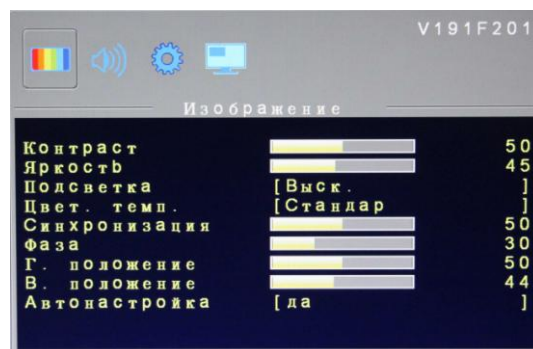 V191F201
Изображение
Контраст 50
Яркостb 45
Подсветка [Выск. ]
Цвет. темп. [Стандар ]
Синхронизация 50
Фаза 30
Г. положение 50
В. положение 44
Автонастройка [да ]